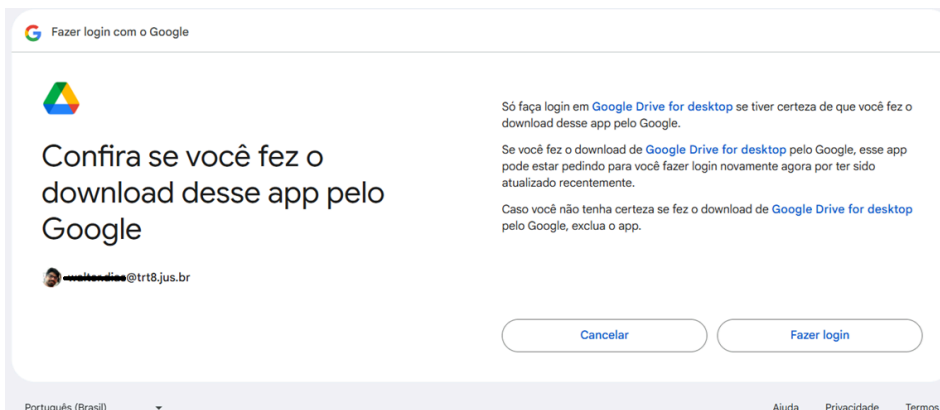 Fazer login com o Google
Confira se você fez o
download desse app pelo
Google
@trt8.jus.br
Só faça login em Google Drive for desktop se tiver certeza de que você fez o
download desse app pelo Google.
Se você fez o download de Google Drive for desktop pelo Google, esse app
pode estar pedindo para você fazer login novamente agora por ter sido
atualizado recentemente.
Caso você não tenha certeza se fez o download de Google Drive for desktop
pelo Google, exclua o app.
Cancelar
Fazer login
Português (Brasil)
Ajuda Privacidade Termos